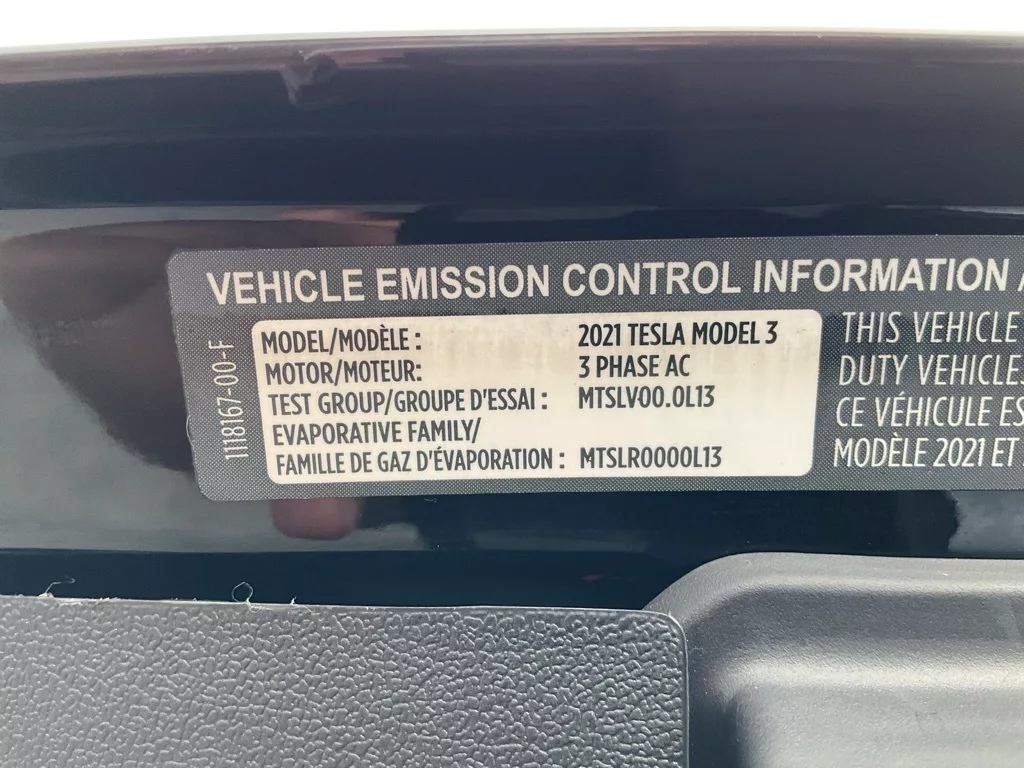 VEHICLE EMISSION CONTROL INFORMATION
MODEL/MODÈLE : 2021 TESLA MODEL 3
MOTOR/MOTEUR: 3 PHASE AC
TEST GROUP/GROUPE D'ESSAI : MTSLV00.0L13
EVAPORATIVE FAMILY/
FAMILLE DE GAZ D'ÉVAPORATION : MTSLR0000L13
THIS VEHICLE
DUTY VEHICLES
CE VÉHICULE ES
MODÈLE 2021 ET
1118167-00-F